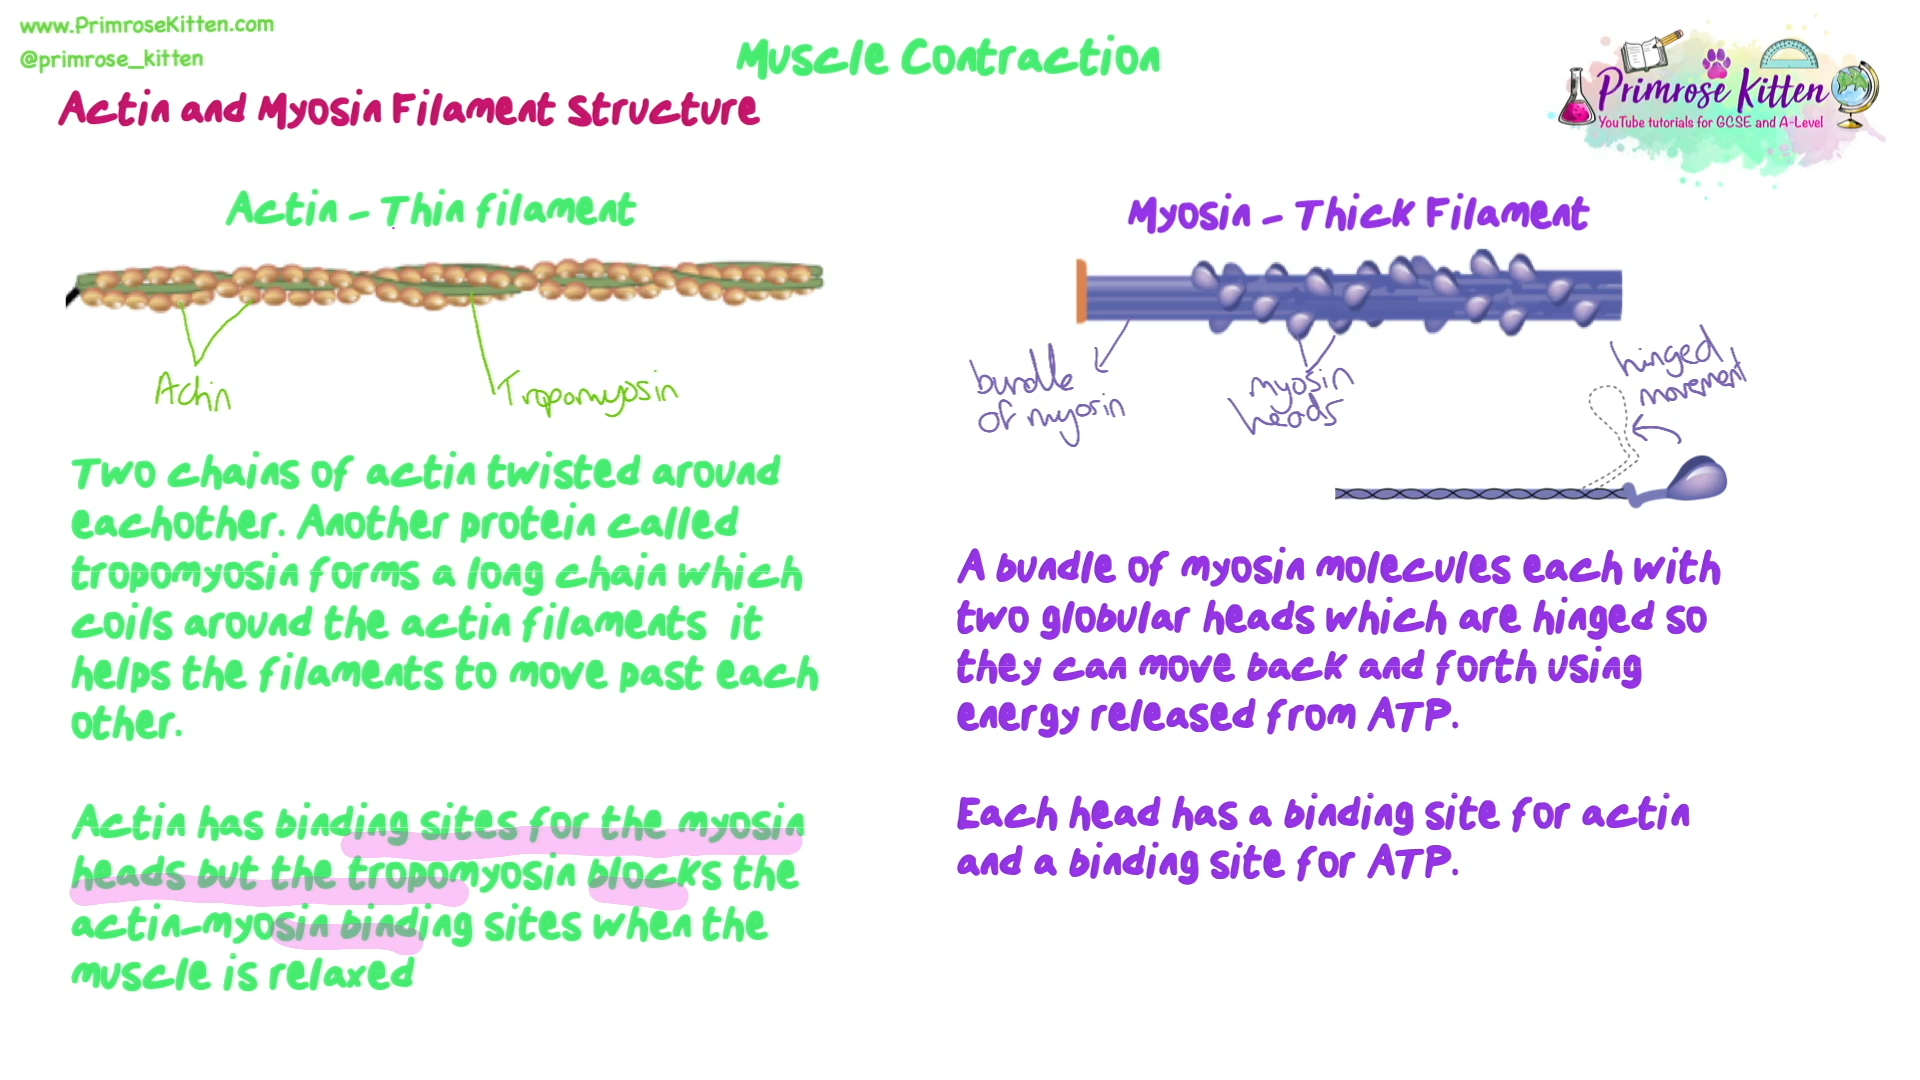 www.PrimroseKitten.com
@primrose_kitten
Muscle Contraction
Primrose Kitten
YouTube tutorials for GCSE and A-Level
Actin and Myosin Filament Structure
Actin - Thin filament
Actin
Tropomyosin
Two chains of actin twisted around
eachother. Another protein called
tropomyosin forms a long chain which
coils around the actin filaments it
helps the filaments to move past each
other.
Actin has binding sites for the myosin
heads but the tropomyosin blocks the
actin-myosin binding sites when the
muscle is relaxed
Myosin - Thick Filament
bundle
of myosin
myosin
heads
hinged
movement
A bundle of myosin molecules each with
two globular heads which are hinged so
they can move back and forth using
energy released from ATP.
Each head has a binding site for actin
and a binding site for ATP.